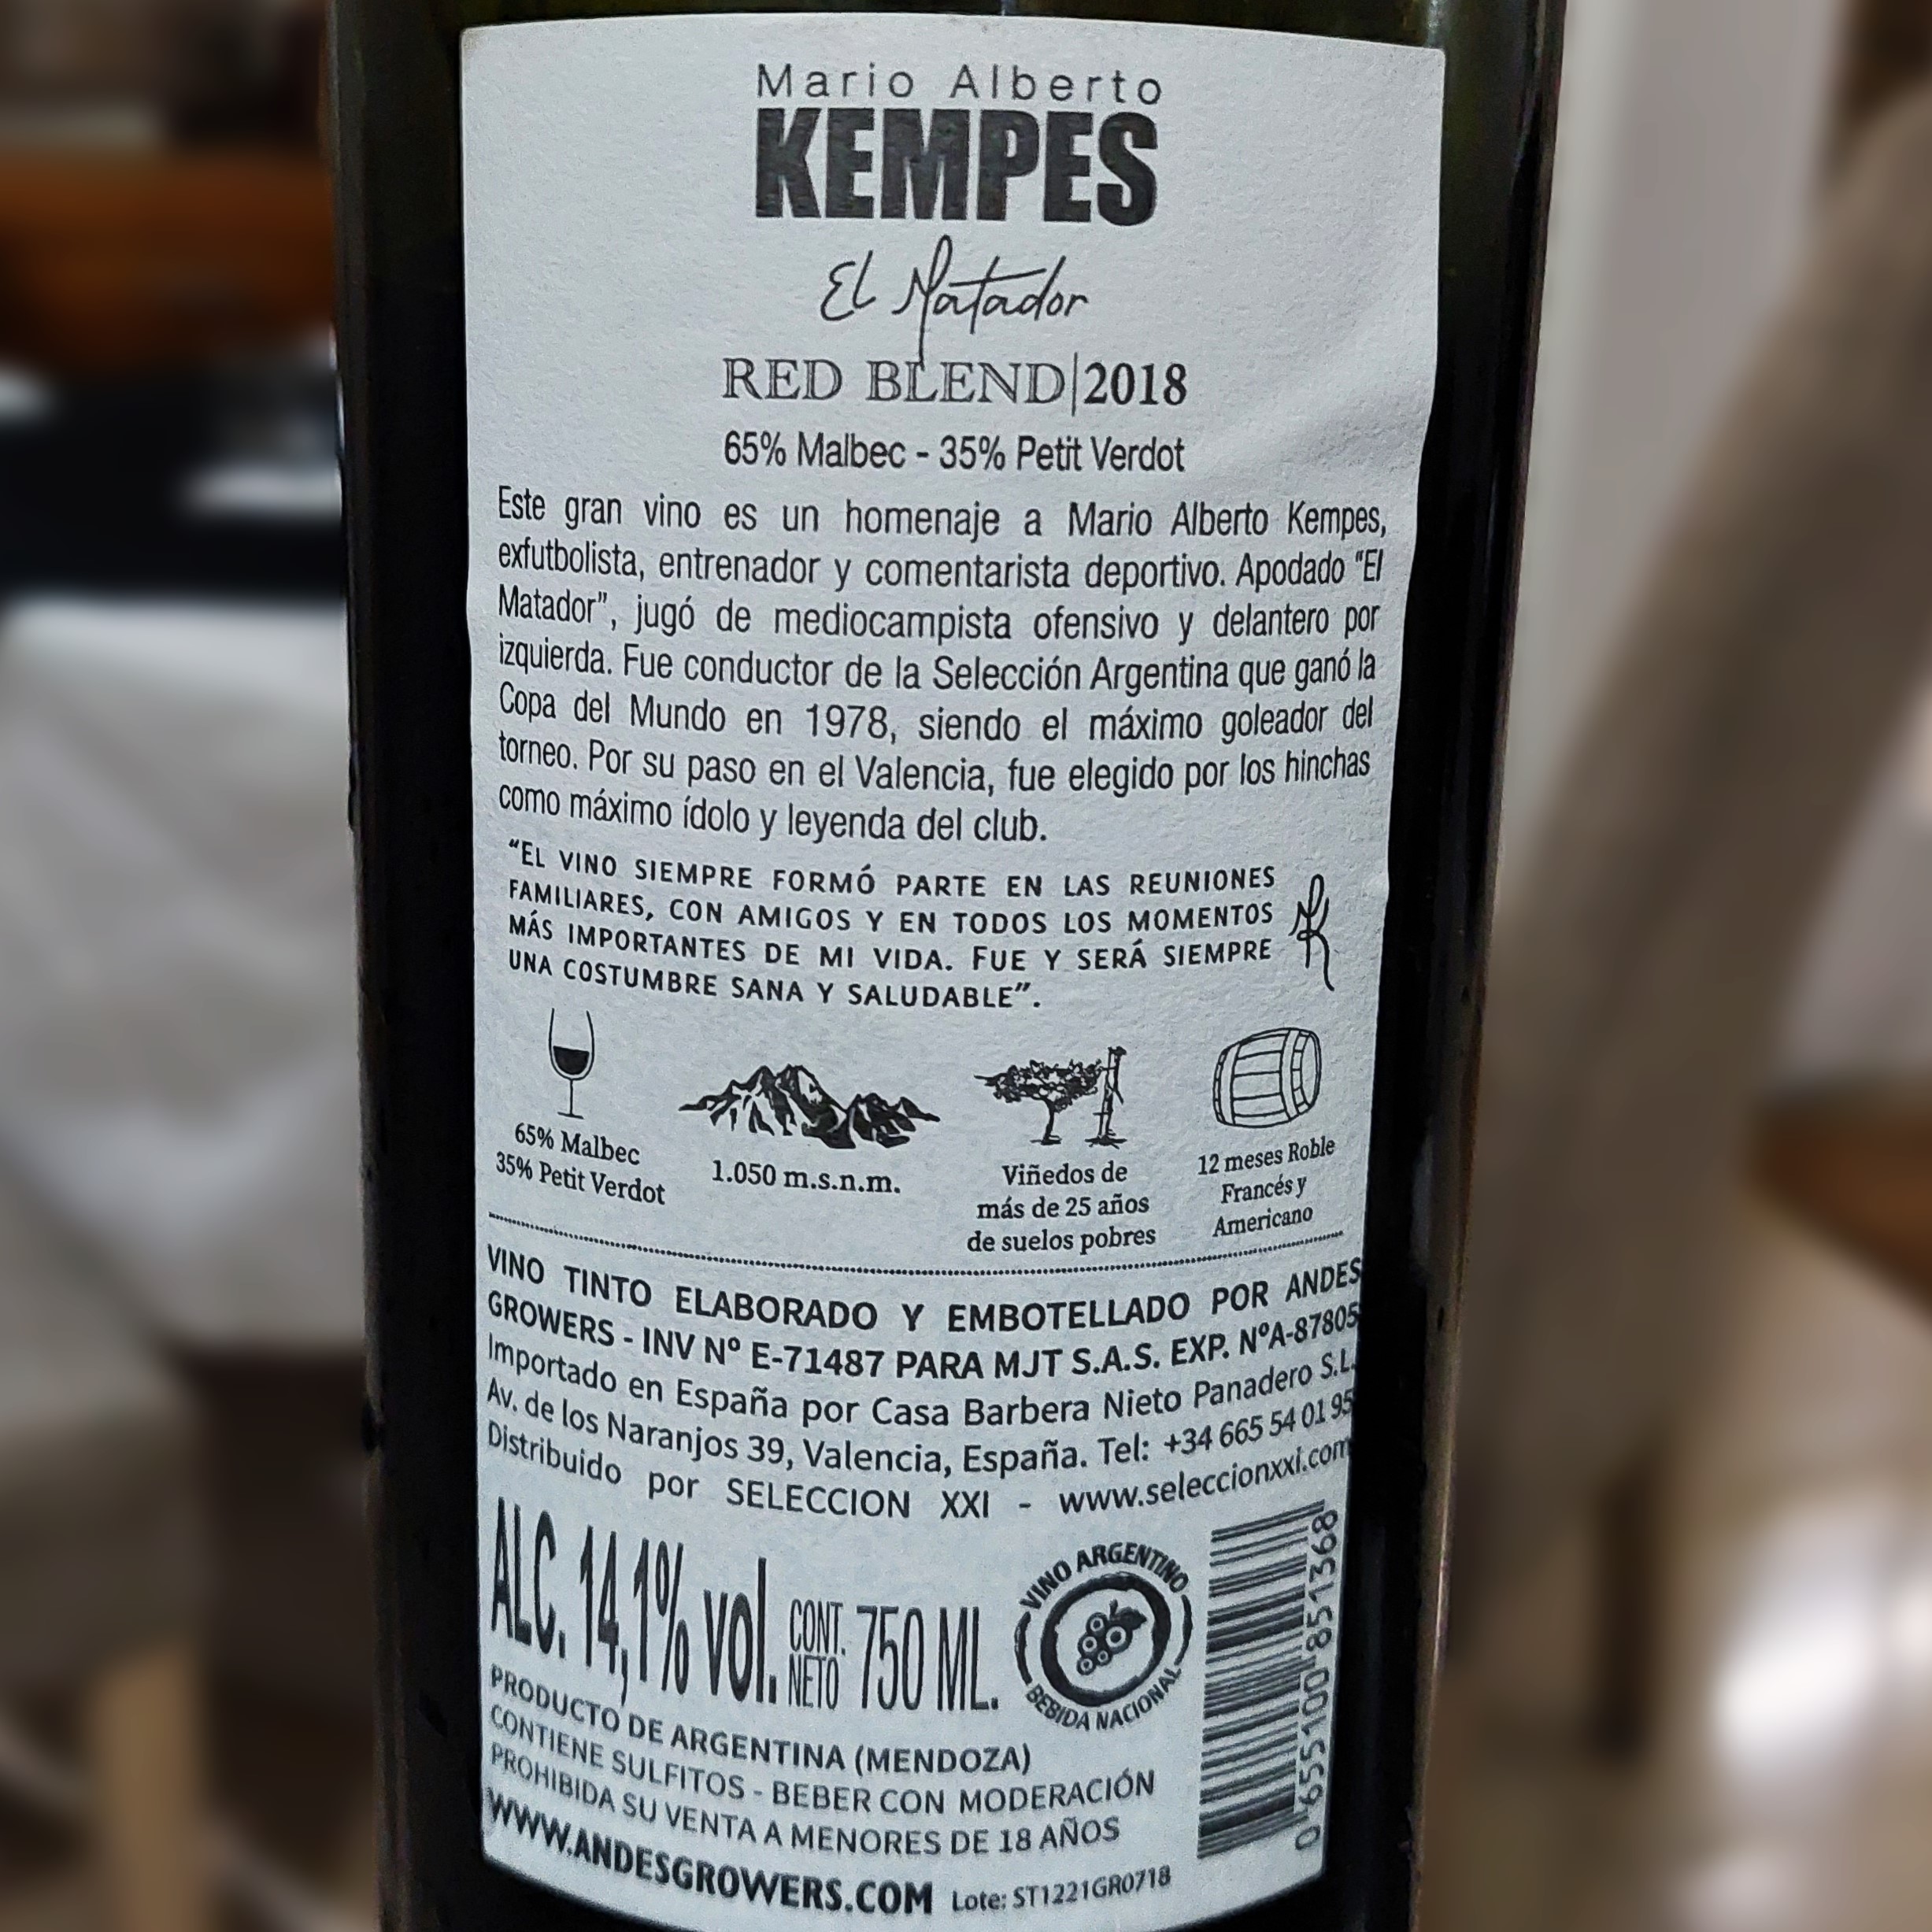 Mario Alberto
KEMPES
El Matador
RED BLEND|2018
65% Malbec - 35% Petit Verdot
Este gran vino es un homenaje a Mario Alberto Kempes,
exfutbolista, entrenador y comentarista deportivo. Apodado “El
Matador”, jugó de mediocampista ofensivo y delantero por
izquierda. Fue conductor de la Selección Argentina que ganó la
Copa del Mundo en 1978, siendo el máximo goleador del
torneo. Por su paso en el Valencia, fue elegido por los hinchas
como máximo ídolo y leyenda del club.
“EL VINO SIEMPRE FORMÓ PARTE EN LAS REUNIONES
FAMILIARES, CON AMIGOS Y EN TODOS LOS MOMENTOS
MÁS IMPORTANTES DE MI VIDA. FUE Y SERÁ SIEMPRE
UNA COSTUMBRE SANA Y SALUDABLE”.
65% Malbec
35% Petit Verdot
1.050 m.s.n.m.
Viñedos de
más de 25 años
de suelos pobres
12 meses Roble
Francés y
Americano
VINO TINTO ELABORADO Y EMBOTELLADO POR ANDES
GROWERS - INV Nº E-71487 PARA MJT S.A.S. EXP. NºA-87805
Importado en España por Casa Barbera Nieto Panadero S.L.
Av. de los Naranjos 39, Valencia, España. Tel: +34 665 54 01 95
Distribuido por SELECCION XXI - www.seleccionxxi.com
ALC. 14,1% vol. CONT. NETO 750 ML.
VINO ARGENTINO
BEBIDA NACIONAL
0 655100 851368
PRODUCTO DE ARGENTINA (MENDOZA)
CONTIENE SULFITOS - BEBER CON MODERACIÓN
PROHIBIDA SU VENTA A MENORES DE 18 AÑOS
WWW.ANDESGROWERS.COM Lote: ST1221GR0718